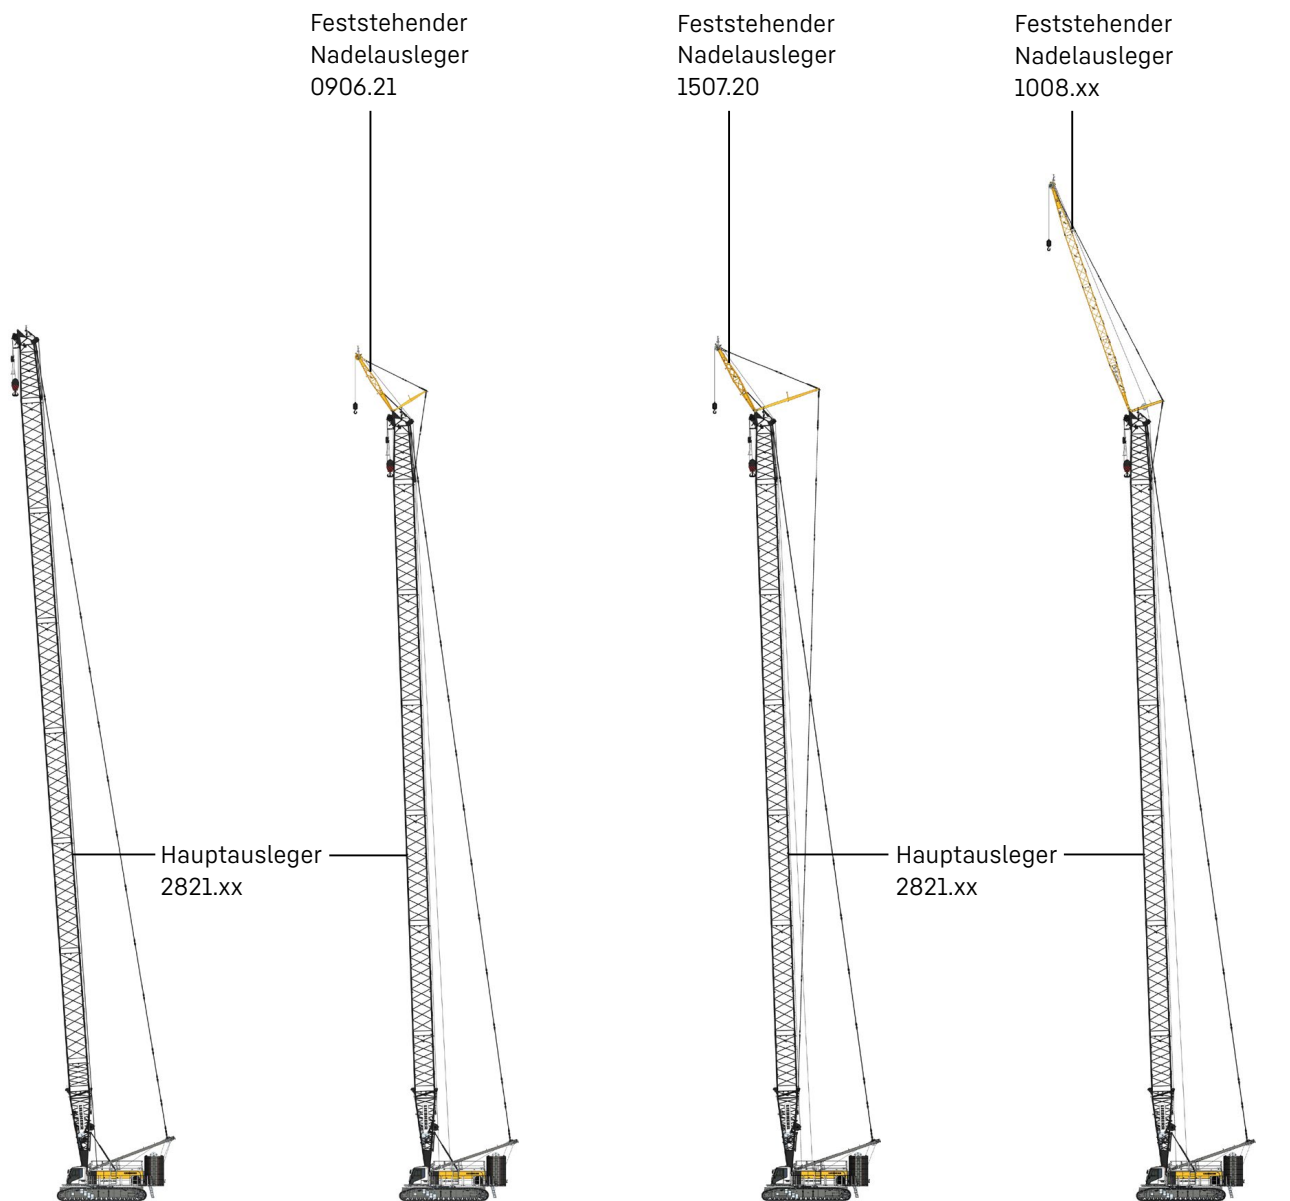 Feststehender
Nadelausleger
0906.21
Feststehender
Nadelausleger
1507.20
Feststehender
Nadelausleger
1008.xx
Hauptausleger
2821.xx
Hauptausleger
2821.xx